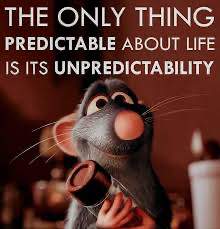 THE ONLY THING
PREDICTABLE ABOUT LIFE
IS ITS UNPREDICTABILITY